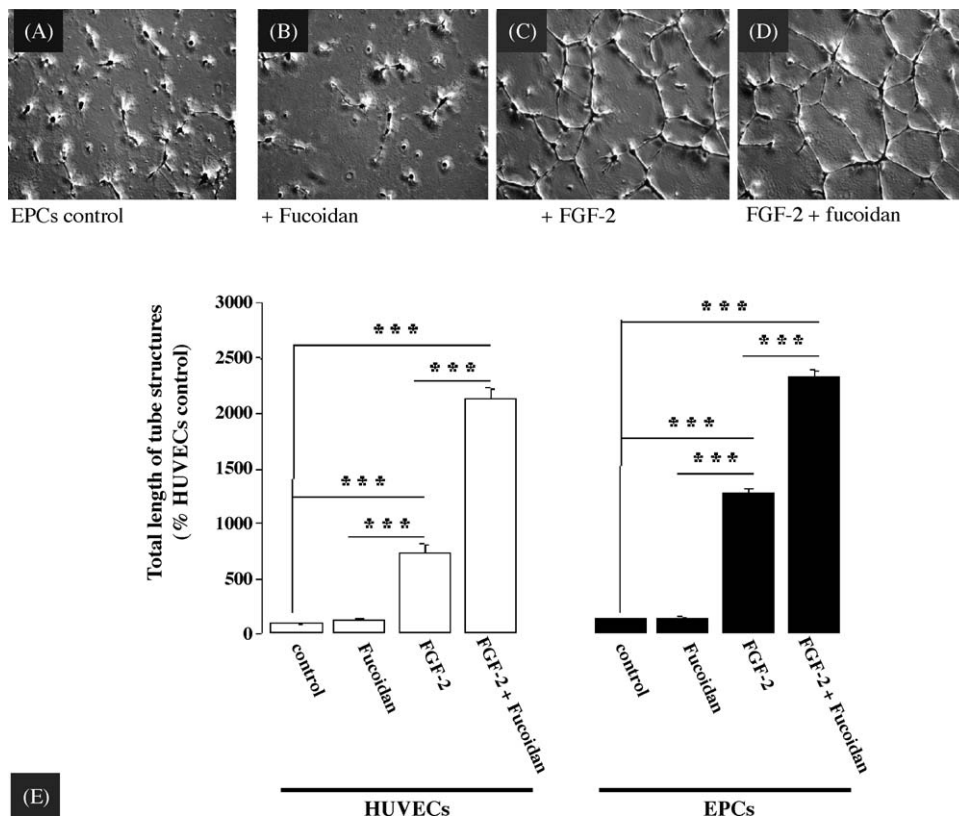 (A)
(B)
(C)
(D)
EPCs control
+ Fucoidan
+ FGF-2
FGF-2 + fucoidan
Total length of tube structures
(% HUVECs control)
3000
2500
2000
1500
1000
500
0
***
***
***
***
***
***
***
***
control
Fucoidan
FGF-2
FGF-2 + Fucoidan
control
Fucoidan
FGF-2
FGF-2 + Fucoidan
HUVECs
EPCs
(E)